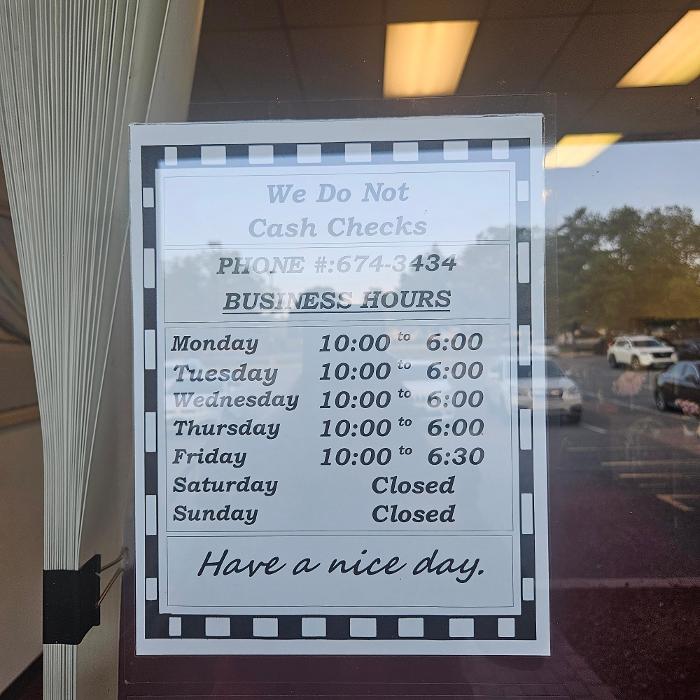 We Do Not
Cash Checks
PHONE #:674-3434
BUSINESS HOURS
Monday 10:00 to 6:00
Tuesday 10:00 to 6:00
Wednesday 10:00 to 6:00
Thursday 10:00 to 6:00
Friday 10:00 to 6:30
Saturday Closed
Sunday Closed
Have a nice day.